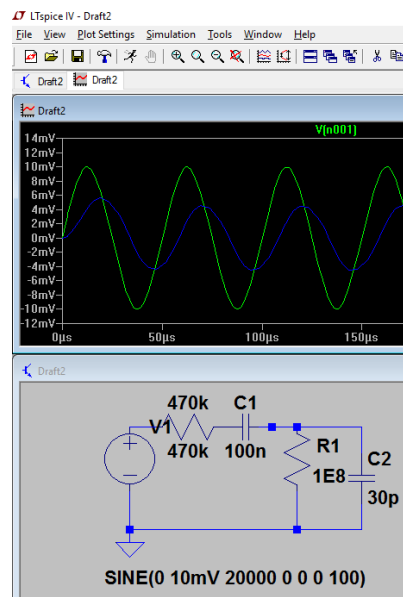 LTspice IV - Draft2
File View Plot Settings Simulation Tools Window Help
Draft2 Draft2
Draft2
V(n001)
14mV
12mV
10mV
8mV
6mV
4mV
2mV
0mV
-2mV
-4mV
-6mV
-8mV
-10mV
-12mV
0µs 50µs 100µs 150µs
Draft2
470k C1
V1
R1
470k 100n
C2
1E8
30p
SINE(0 10mV 20000 0 0 0 100)